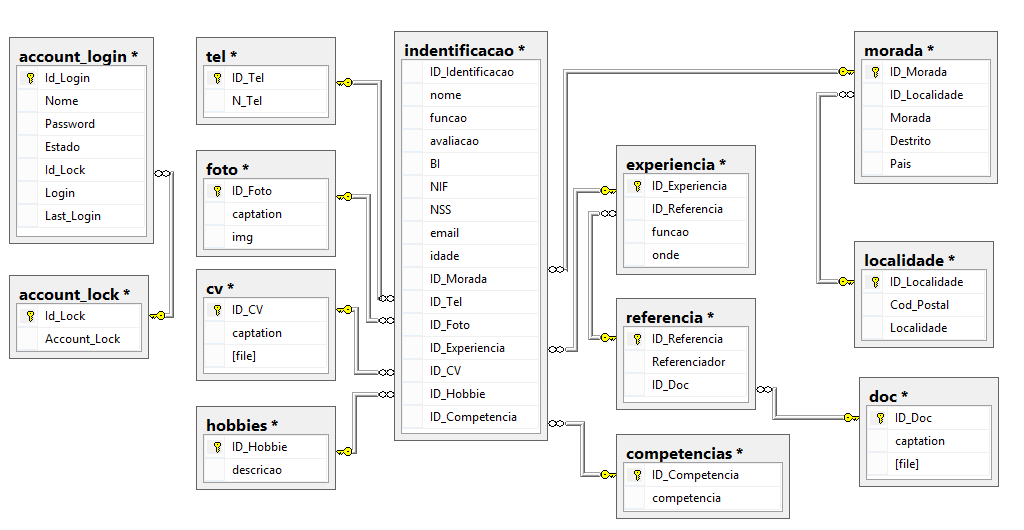 account_login *
Id_Login
Nome
Password
Estado
Id_Lock
Login
Last_Login
account_lock *
Id_Lock
Account_Lock
tel *
ID_Tel
N_Tel
foto *
ID_Foto
captation
img
cv *
ID_CV
captation
[file]
hobbies *
ID_Hobbie
descricao
indentificacao *
ID_Identificacao
nome
funcao
avaliacao
BI
NIF
NSS
email
idade
ID_Morada
ID_Tel
ID_Foto
ID_Experiencia
ID_CV
ID_Hobbie
ID_Competencia
experiencia *
ID_Experiencia
ID_Referencia
funcao
onde
referencia *
ID_Referencia
Referenciador
ID_Doc
competencias *
ID_Competencia
competencia
morada *
ID_Morada
ID_Localidade
Morada
Destrito
Pais
localidade *
ID_Localidade
Cod_Postal
Localidade
doc *
ID_Doc
captation
[file]